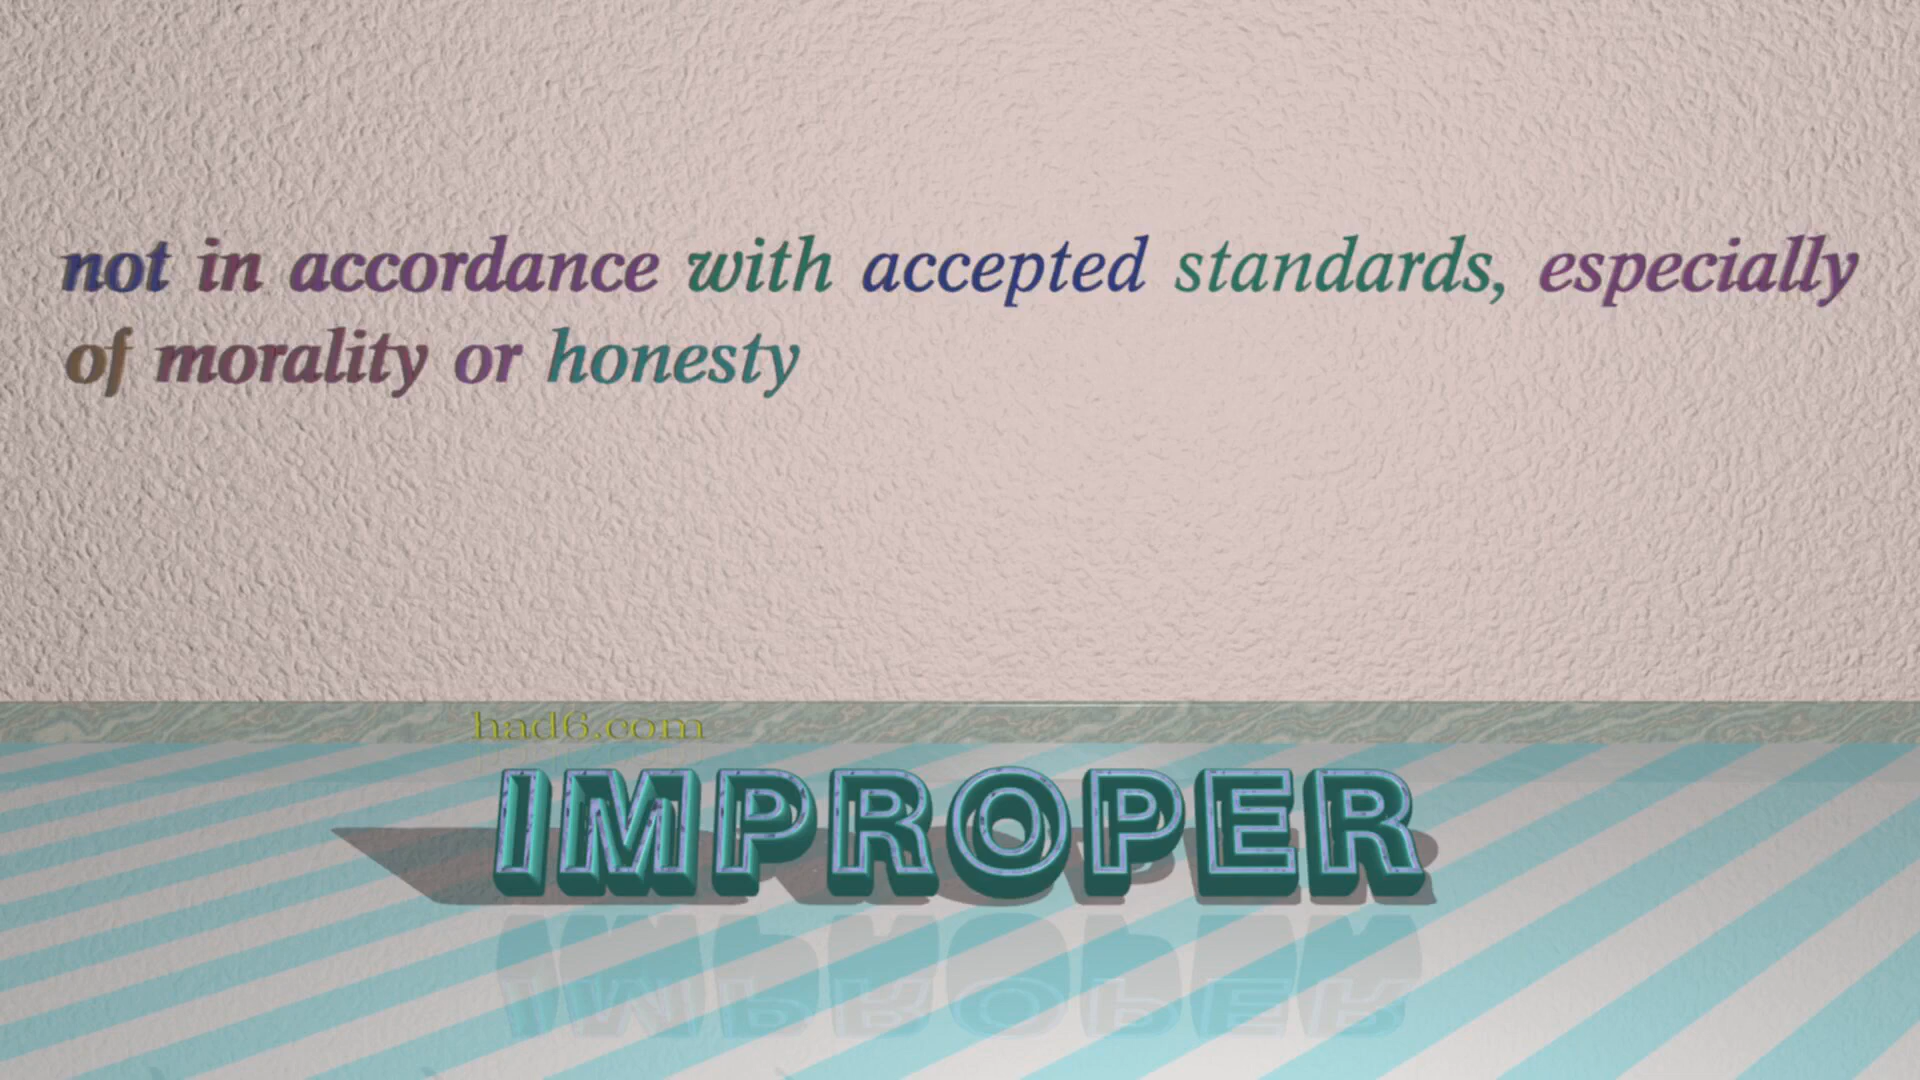 not in accordance with accepted standards, especially
of morality or honesty
had6.com
IMPROPER